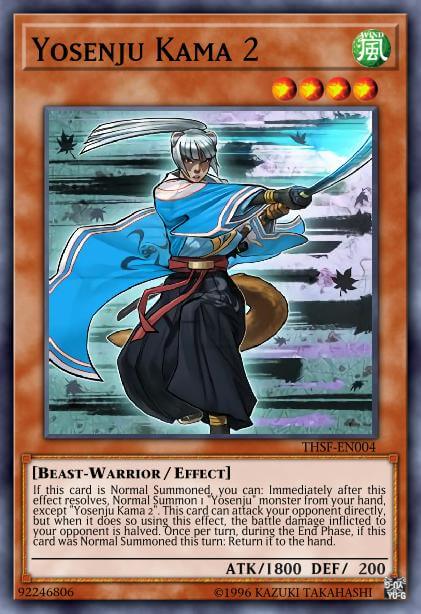 Yosenju Kama 2
WIND
風
THSF-EN004
[Beast-Warrior / Effect]
If this card is Normal Summoned, you can: Immediately after this
effect resolves, Normal Summon 1 "Yosenju" monster from your hand,
except "Yosenju Kama 2". This card can attack your opponent directly,
but when it does so using this effect, the battle damage inflicted to
your opponent is halved. Once per turn, during the End Phase, if this
card was Normal Summoned this turn: Return it to the hand.
ATK/1800 DEF/ 200
92246806
©1996 KAZUKI TAKAHASHI